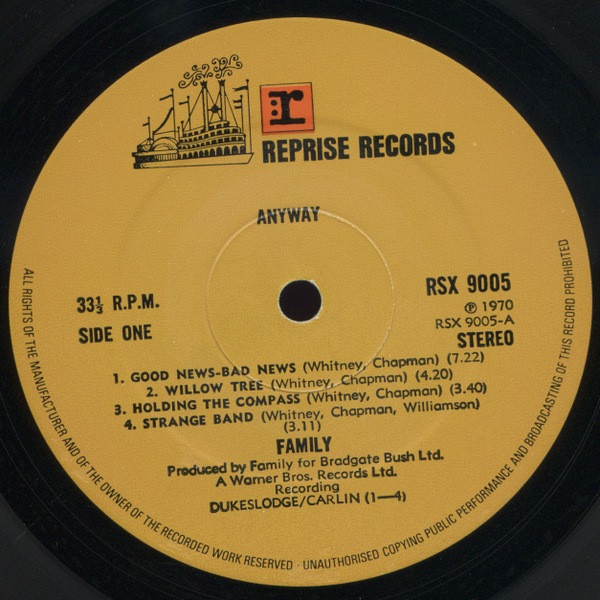 r
REPRISE RECORDS
ANYWAY
33⅓ R.P.M.
SIDE ONE
RSX 9005
℗ 1970
RSX 9005-A
STEREO
1. GOOD NEWS-BAD NEWS (Whitney, Chapman) (7.22)
2. WILLOW TREE (Whitney, Chapman) (4.20)
3. HOLDING THE COMPASS (Whitney, Chapman) (3.40)
4. STRANGE BAND (Whitney, Chapman, Williamson)
(3.11)
FAMILY
Produced by Family for Bradgate Bush Ltd.
A Warner Bros. Records Ltd.
Recording
DUKESLODGE/CARLIN (1—4)
ALL RIGHTS OF THE MANUFACTURER AND OF THE OWNER OF THE RECORDED WORK RESERVED · UNAUTHORISED COPYING PUBLIC PERFORMANCE AND BROADCASTING OF THIS RECORD PROHIBITED